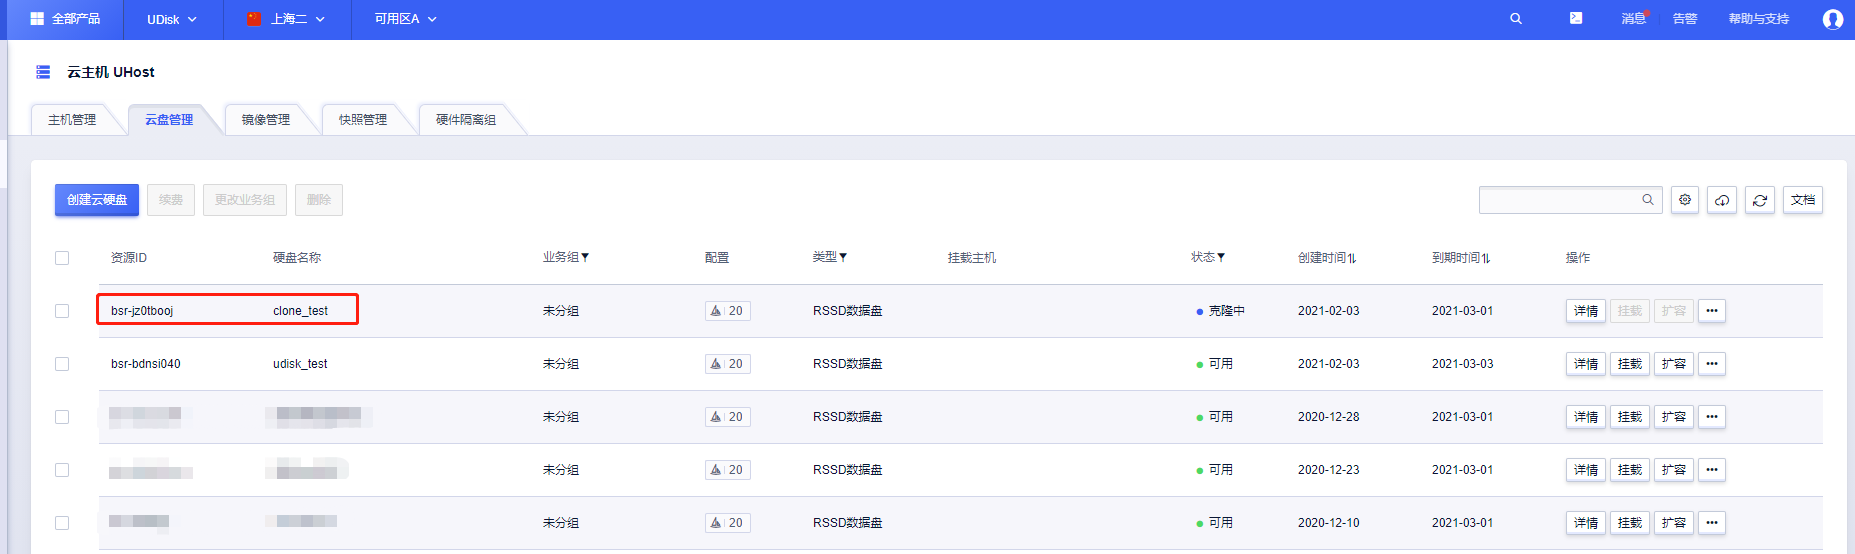 全部产品 UDisk 上海二 可用区A 消息 告警 帮助与支持
云主机 UHost
主机管理 云盘管理 镜像管理 快照管理 硬件隔离组
创建云硬盘 续费 更改业务组 删除 文档
资源ID 硬盘名称 业务组 配置 类型 挂载主机 状态 创建时间 到期时间 操作
bsr-jz0tbooj clone_test 未分组 20 RSSD数据盘 克隆中 2021-02-03 2021-03-01 详情 挂载 扩容 •••
bsr-bdnsi040 udisk_test 未分组 20 RSSD数据盘 可用 2021-02-03 2021-03-03 详情 挂载 扩容 •••
未分组 20 RSSD数据盘 可用 2020-12-28 2021-03-01 详情 挂载 扩容 •••
未分组 20 RSSD数据盘 可用 2020-12-23 2021-03-01 详情 挂载 扩容 •••
未分组 20 RSSD数据盘 可用 2020-12-10 2021-03-01 详情 挂载 扩容 •••